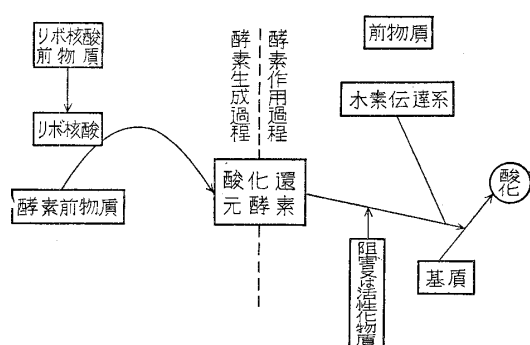 リボ核酸
前物質
リボ核酸
酵素前物質
酵素生成過程
酵素作用過程
酸化還
元酵素
前物質
水素伝達系
酸化
基質
阻害又は活性化物質